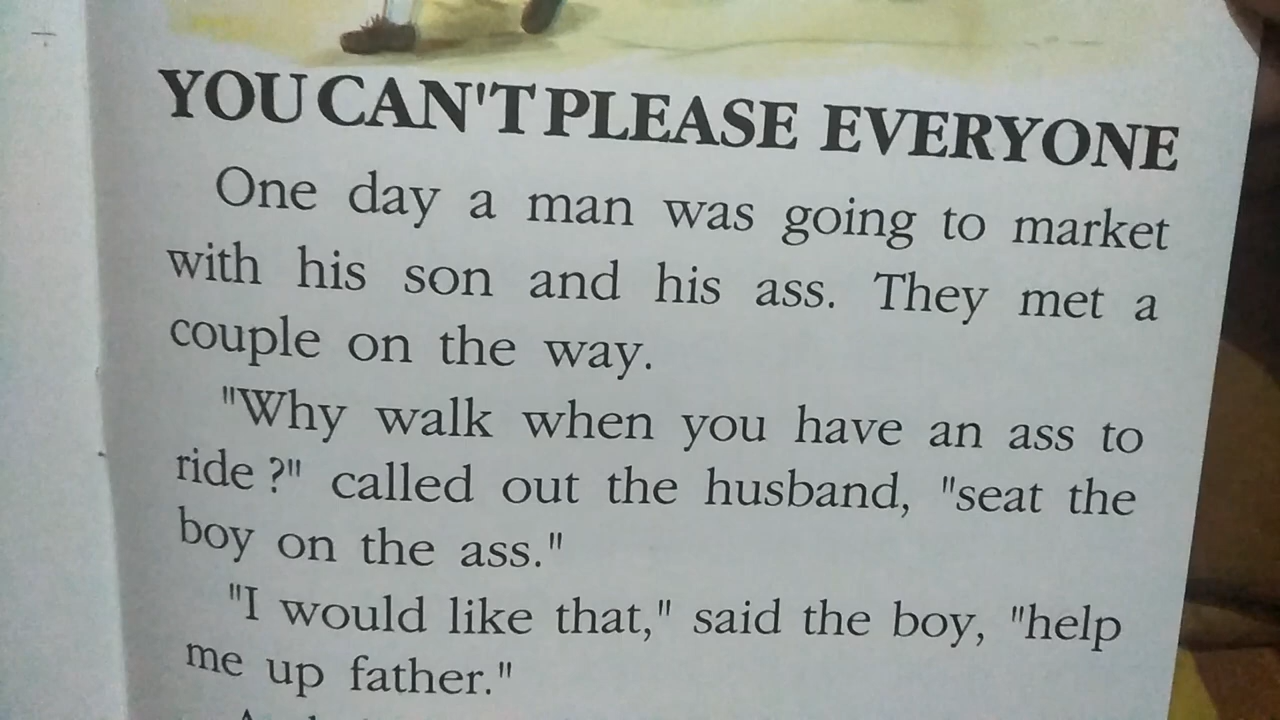 YOU CAN'T PLEASE EVERYONE
One day a man was going to market
with his son and his ass. They met a
couple on the way.
"Why walk when you have an ass to
ride ?" called out the husband, "seat the
boy on the ass."
"I would like that," said the boy, "help
me up father."